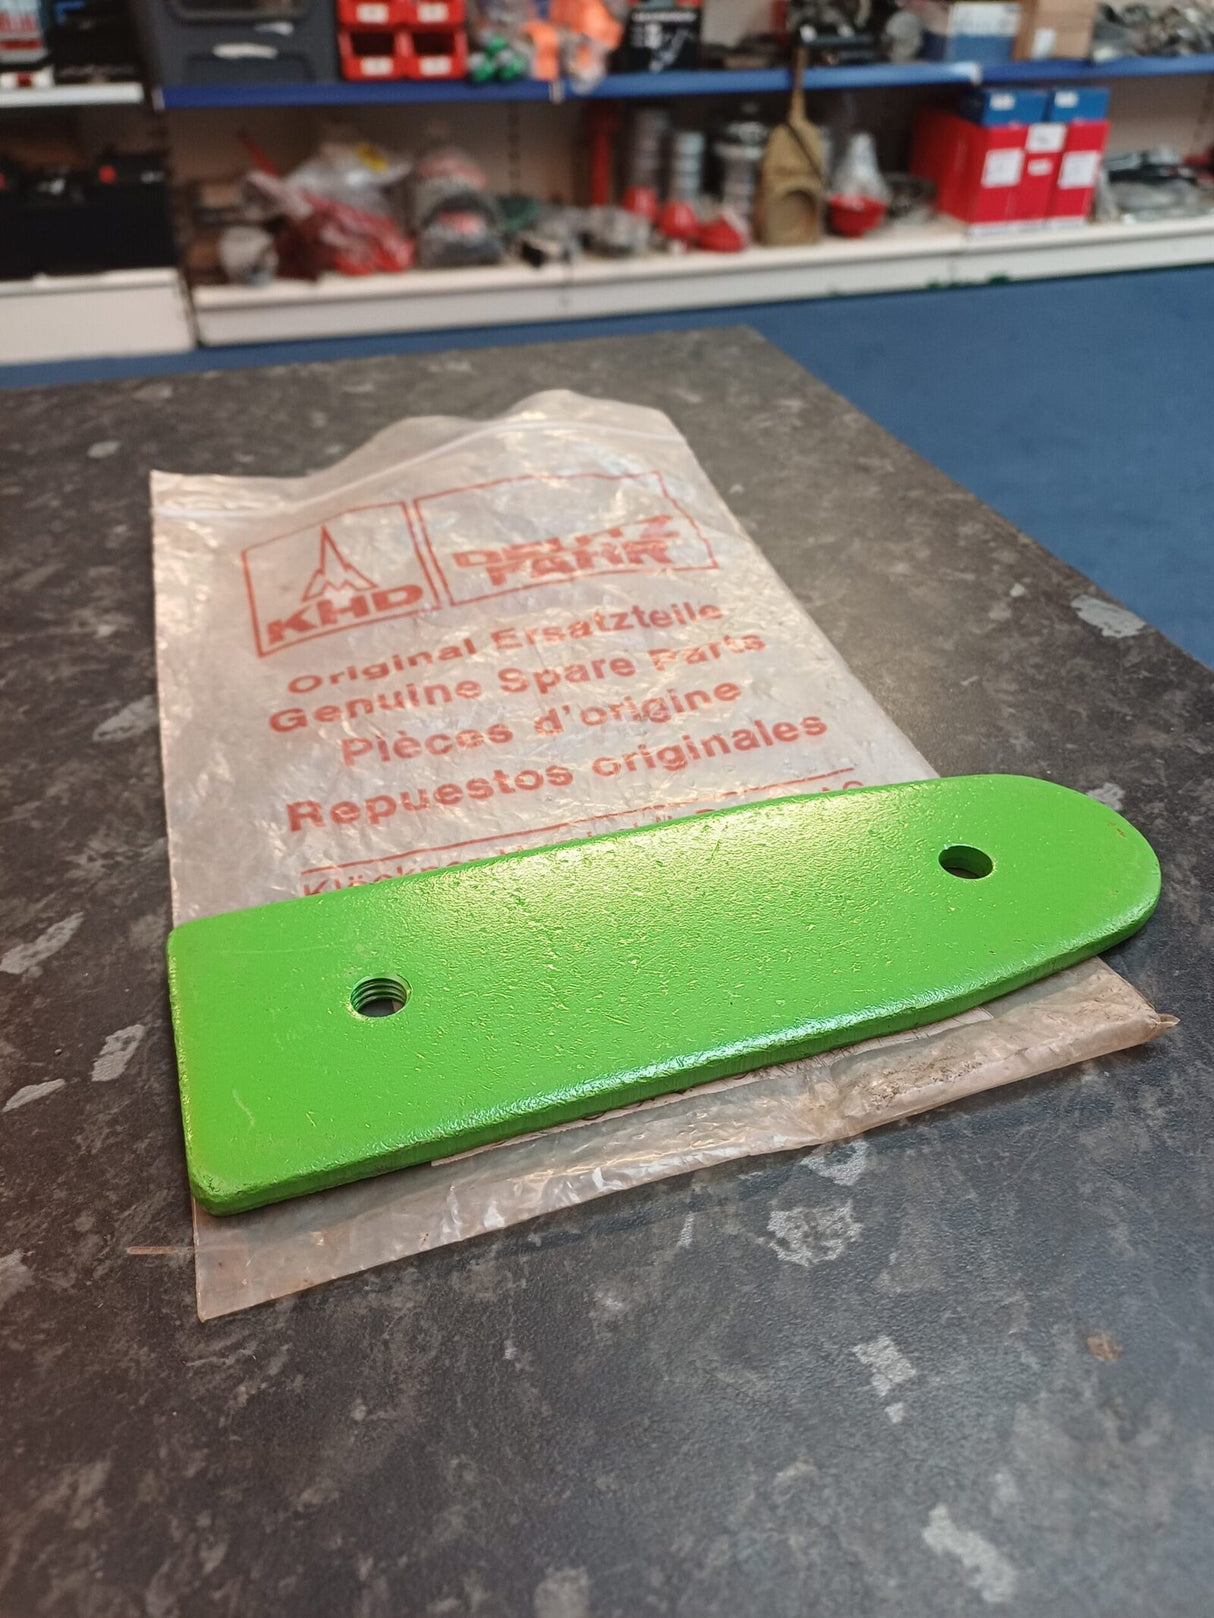 KHD
DEUTZ
FAHR
Original Ersatzteile
Genuine Spare Parts
Pièces d'origine
Repuestos originales